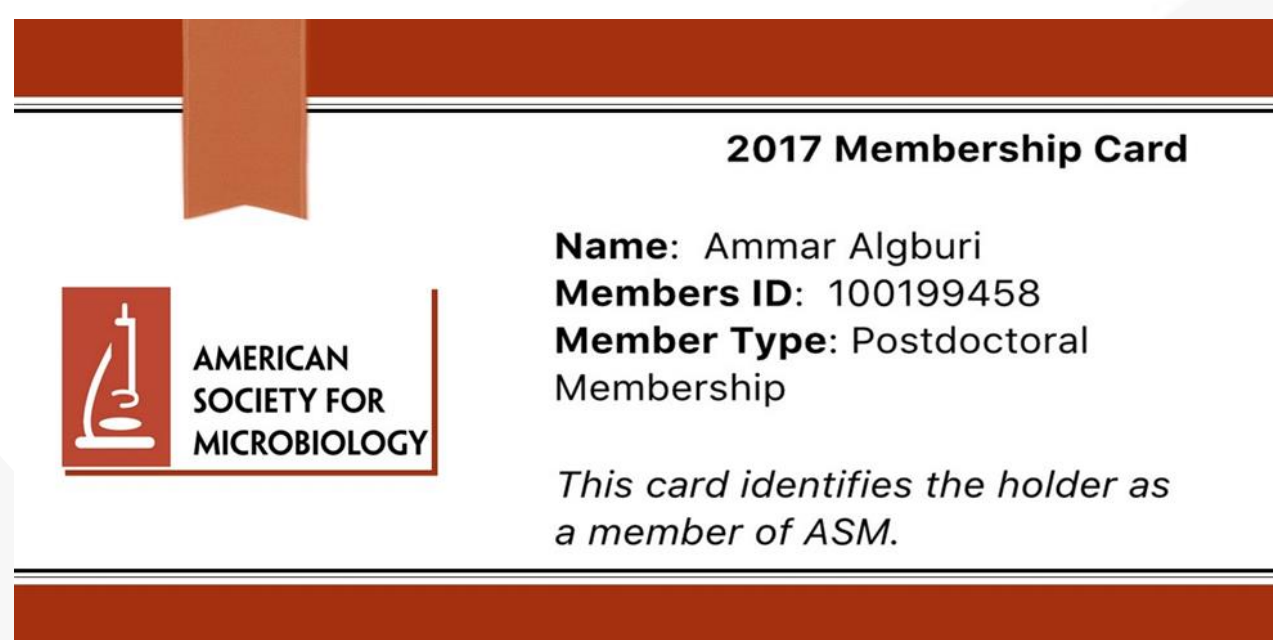 2017 Membership Card
Name: Ammar Algburi
Members ID: 100199458
Member Type: Postdoctoral
Membership
AMERICAN
SOCIETY FOR
MICROBIOLOGY
This card identifies the holder as
a member of ASM.